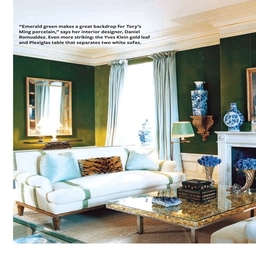 “Emerald green makes a great backdrop for Tory’s
Ming porcelain,” says her interior designer, Daniel
Romualdez. Even more striking: the Yves Klein gold leaf
and Plexiglas table that separates two white sofas.